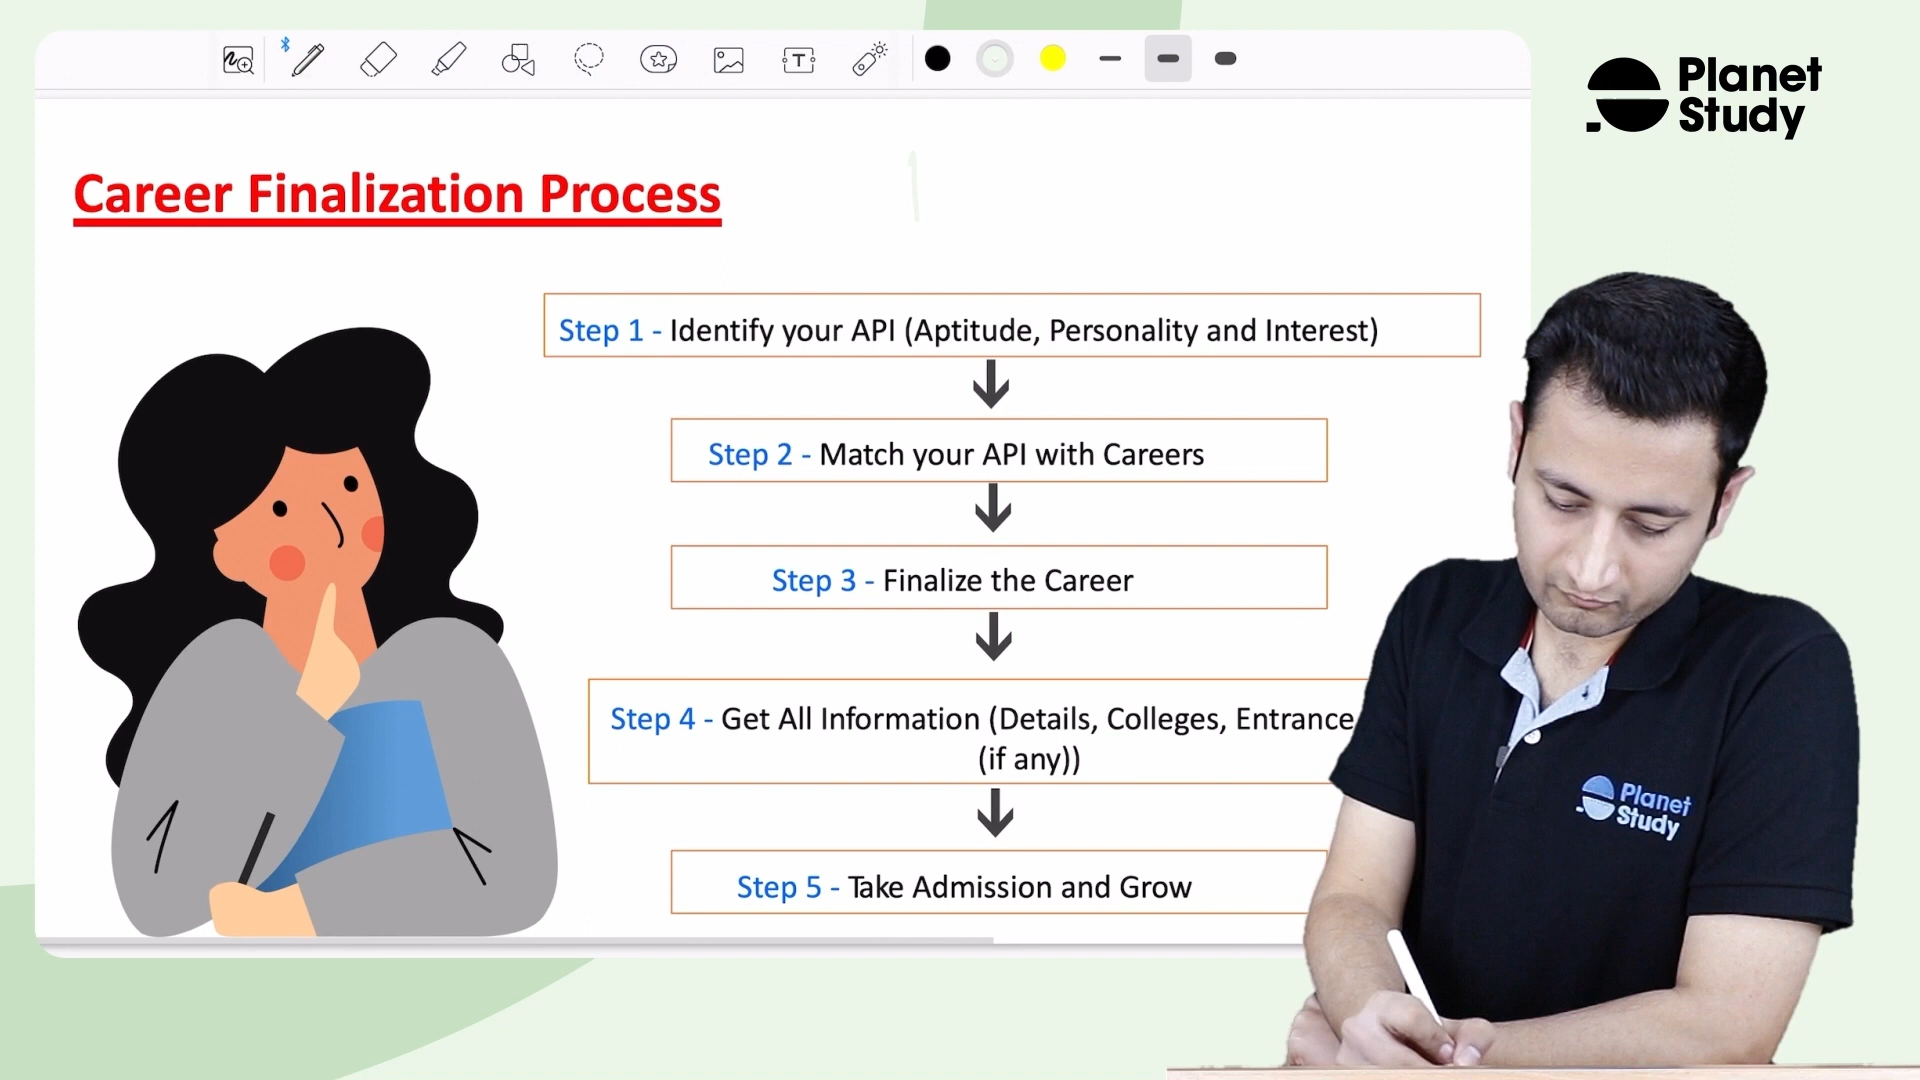 Planet
Study
Career Finalization Process
Step 1 - Identify your API (Aptitude, Personality and Interest)
Step 2 - Match your API with Careers
Step 3 - Finalize the Career
Step 4 - Get All Information (Details, Colleges, Entrance
(if any))
Step 5 - Take Admission and Grow
Planet
Study
T